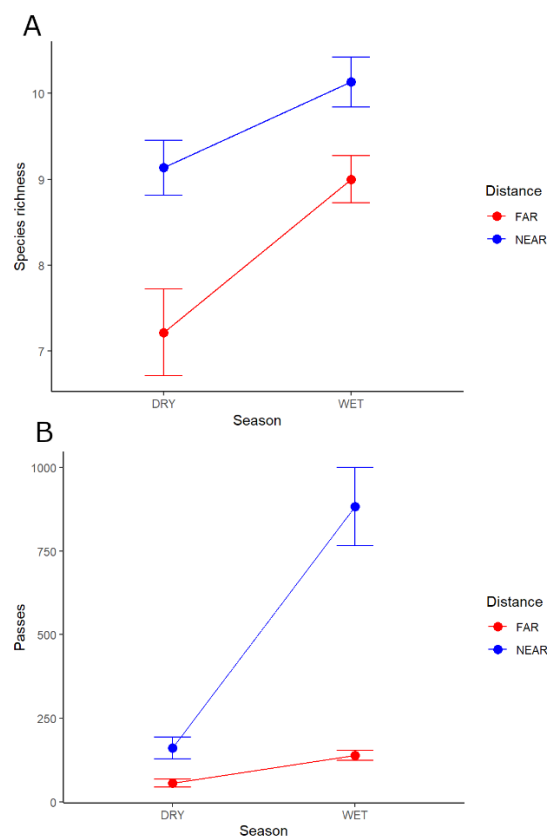 A
10
9
8
7
Species richness
DRY WET
Season
Distance
FAR
NEAR
B
1000
750
500
250
0
Passes
DRY WET
Season
Distance
FAR
NEAR